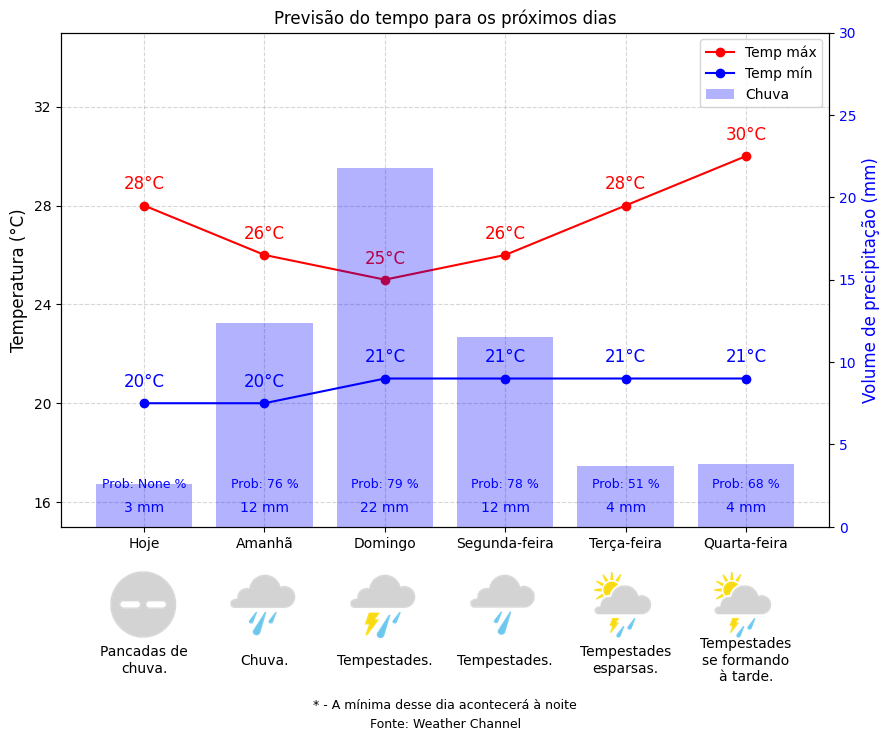 Previsão do tempo para os próximos dias
Temperatura (°C)
Volume de precipitação (mm)
Temp máx
Temp mín
Chuva
32
28
24
20
16
30
25
20
15
10
5
0
28°C
26°C
25°C
26°C
28°C
30°C
20°C
20°C
21°C
21°C
21°C
21°C
Prob: None %
Prob: 76 %
Prob: 79 %
Prob: 78 %
Prob: 51 %
Prob: 68 %
3 mm
12 mm
22 mm
12 mm
4 mm
4 mm
Hoje
Amanhã
Domingo
Segunda-feira
Terça-feira
Quarta-feira
Pancadas de
chuva.
Chuva.
Tempestades.
Tempestades.
Tempestades
esparsas.
Tempestades
se formando
à tarde.
* - A mínima desse dia acontecerá à noite
Fonte: Weather Channel